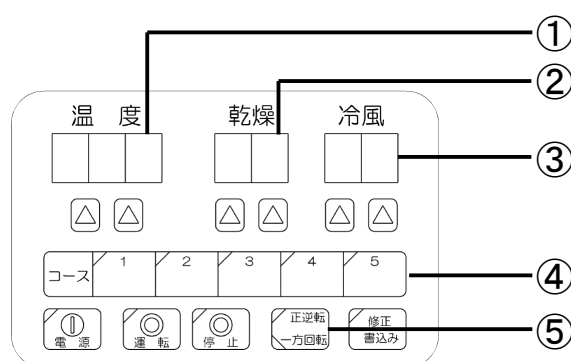 ①
②
温 度 乾燥 冷風
③
コース 1 2 3 4 5
④
電 源 運 転 停 止 正逆転 一方回転 修正 書込み
⑤